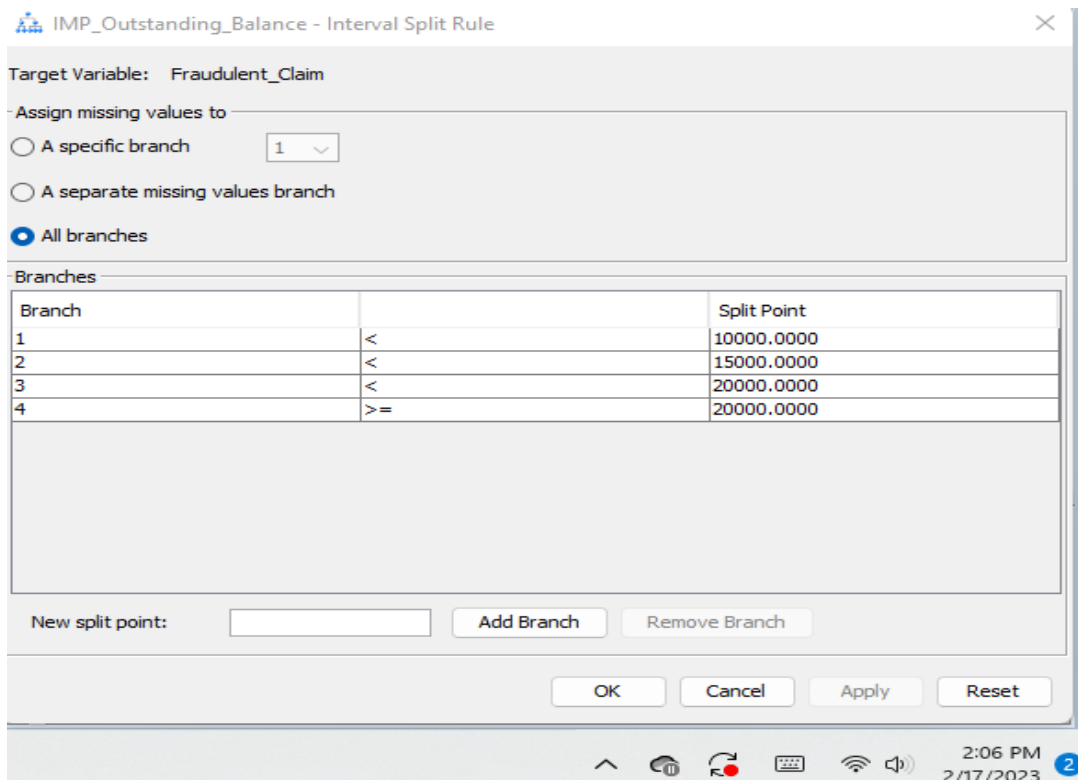 IMP_Outstanding_Balance - Interval Split Rule
Target Variable: Fraudulent_Claim
Assign missing values to
A specific branch 1
A separate missing values branch
All branches
Branches
Branch Split Point
1 < 10000.0000
2 < 15000.0000
3 < 20000.0000
4 >= 20000.0000
New split point: Add Branch Remove Branch
OK Cancel Apply Reset
2:06 PM
2/17/2023 2